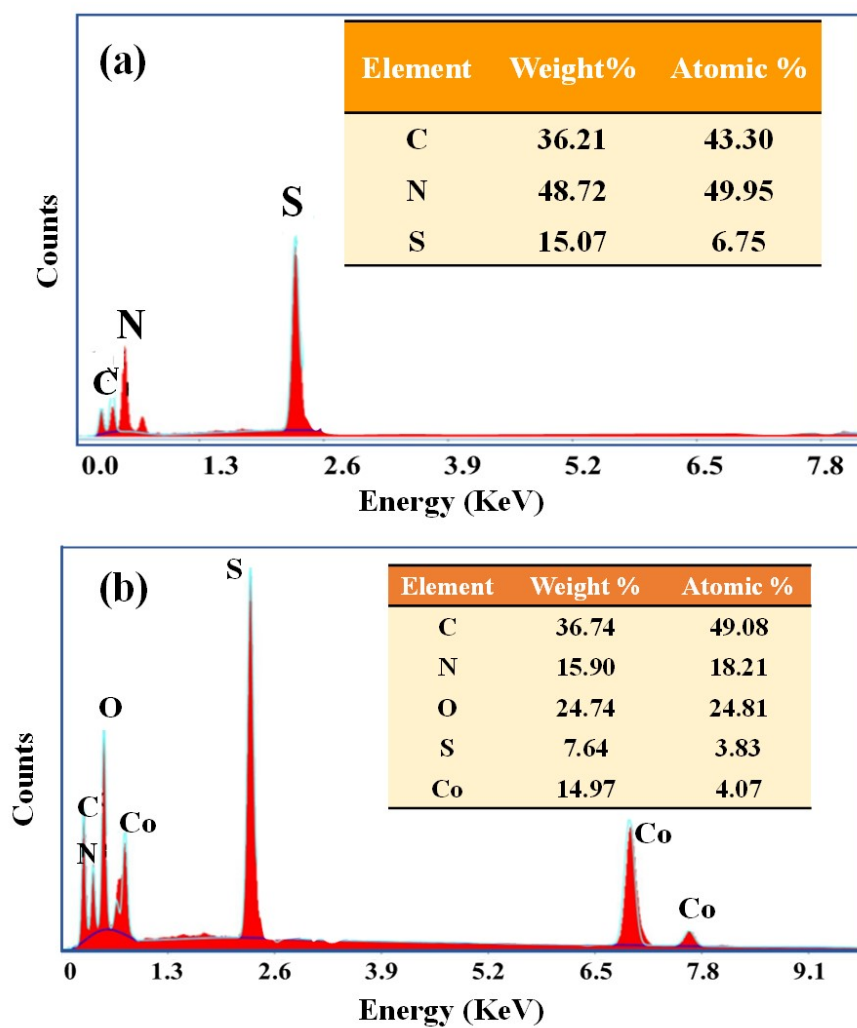 (a)
Element Weight% Atomic %
C 36.21 43.30
N 48.72 49.95
S 15.07 6.75
S
N
C
Counts
0.0 1.3 2.6 3.9 5.2 6.5 7.8
Energy (KeV)
(b)
Element Weight % Atomic %
C 36.74 49.08
N 15.90 18.21
O 24.74 24.81
S 7.64 3.83
Co 14.97 4.07
S
O
C
Co
N
Co
Co
Counts
0 1.3 2.6 3.9 5.2 6.5 7.8 9.1
Energy (KeV)